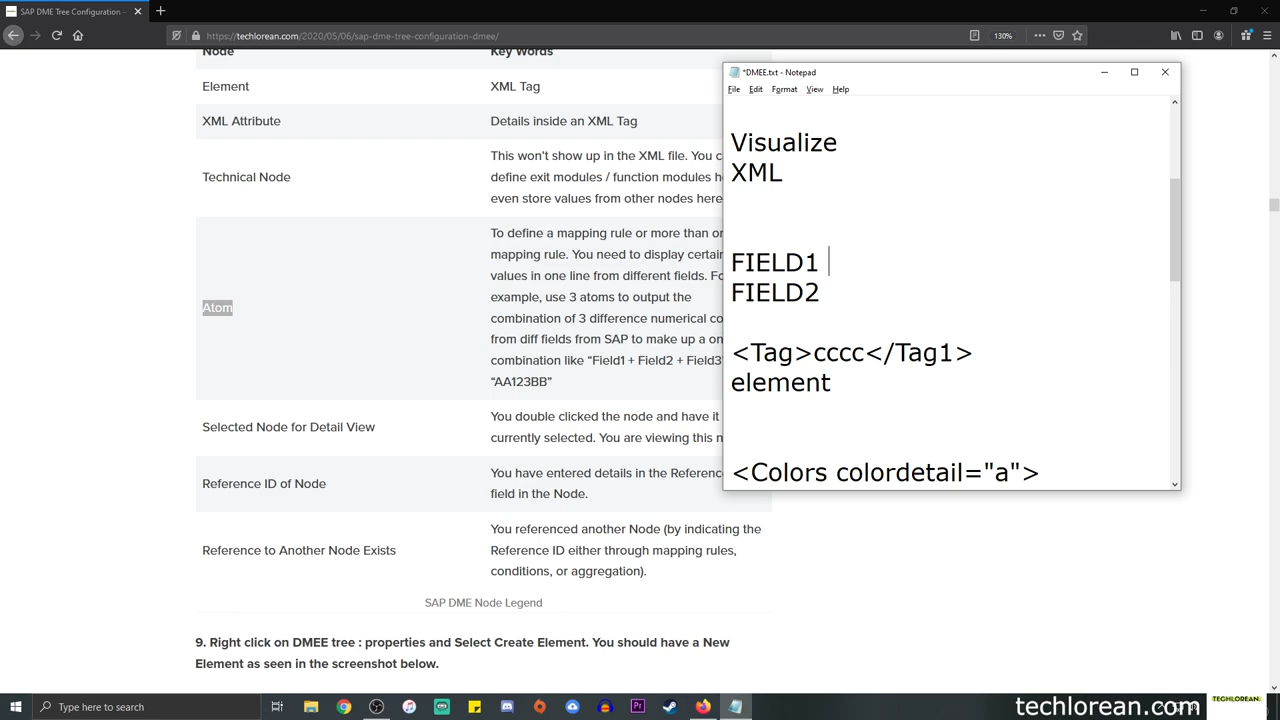 SAP DME Tree Configuration -
https://techlorean.com/2020/05/06/sap-dme-tree-configuration-dmee/
130%
Node
Key Words
Element
XML Tag
XML Attribute
Details inside an XML Tag
Technical Node
This won't show up in the XML file. You c
define exit modules / function modules h
even store values from other nodes here
Atom
To define a mapping rule or more than or
mapping rule. You need to display certain
values in one line from different fields. Fo
example, use 3 atoms to output the
combination of 3 difference numerical co
from diff fields from SAP to make up a on
combination like “Field1 + Field2 + Field3”
“AA123BB”
Selected Node for Detail View
You double clicked the node and have it
currently selected. You are viewing this n
Reference ID of Node
You have entered details in the Reference
field in the Node.
Reference to Another Node Exists
You referenced another Node (by indicating the
Reference ID either through mapping rules,
conditions, or aggregation).
SAP DME Node Legend
9. Right click on DMEE tree : properties and Select Create Element. You should have a New
Element as seen in the screenshot below.
*DMEE.txt - Notepad
File Edit Format View Help
Visualize
XML
FIELD1
FIELD2
<Tag>cccc</Tag1>
element
<Colors colordetail="a">
Type here to search
techlorean.com
TECHLOREAN